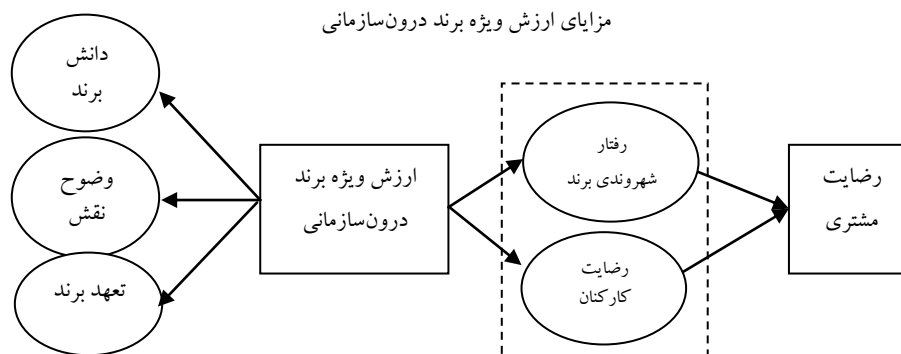 مزایای ارزش ویژه برند درون‌سازمانی
رضایت
مشتری
رفتار
شهروندی برند
رضایت
کارکنان
ارزش ویژه برند
درون‌سازمانی
دانش
برند
وضوح
نقش
تعهد برند